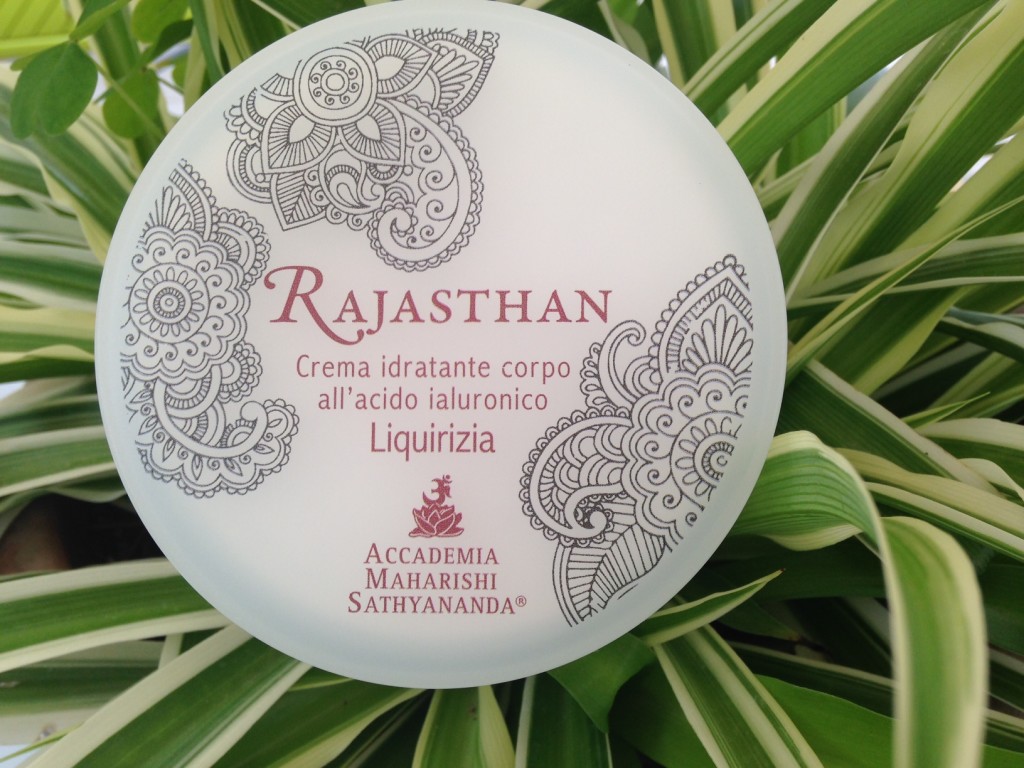 RAJASTHAN
Crema idratante corpo
all'acido ialuronico
Liquirizia
ACCADEMIA
MAHARISHI
SATHYANANDA®